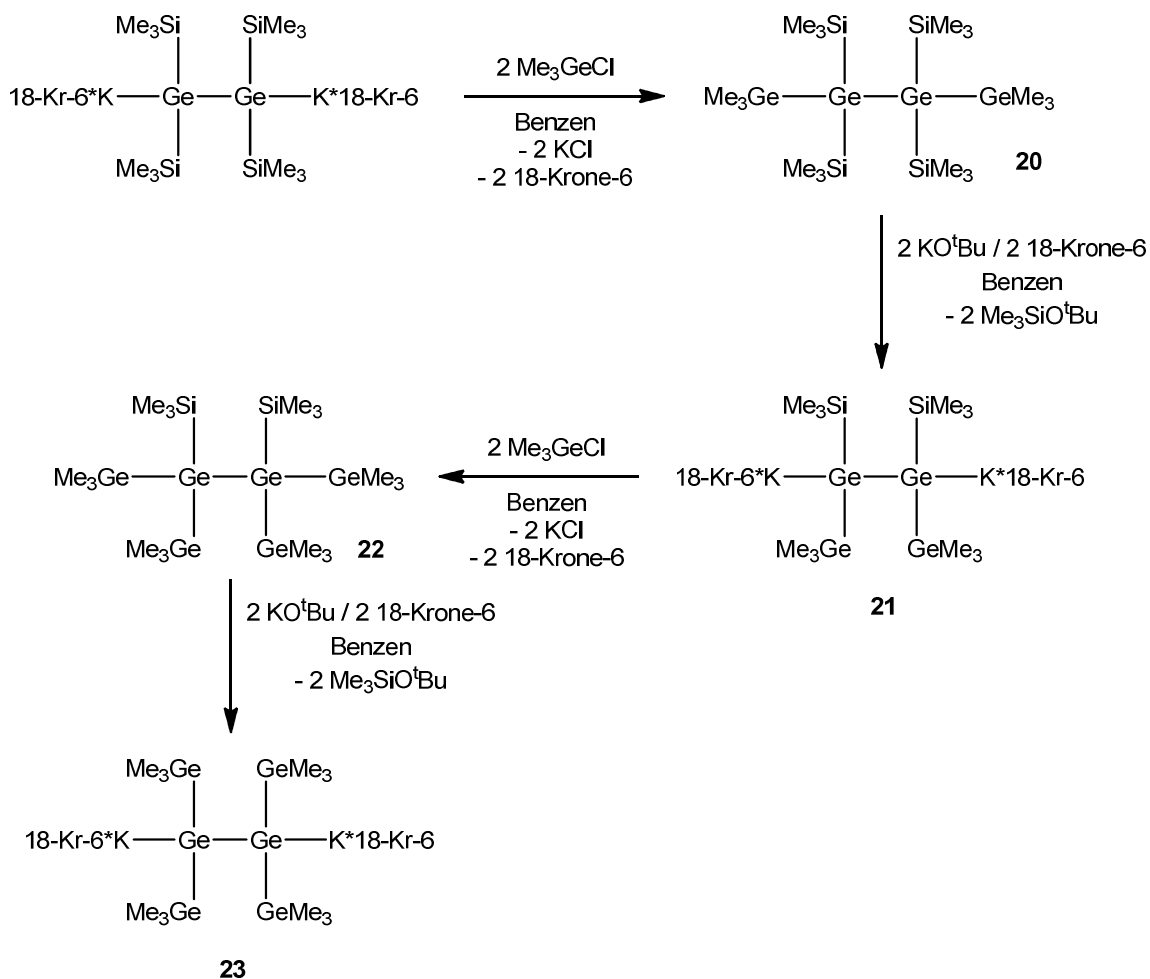 Me₃Si SiMe₃
18-Kr-6*K Ge Ge K*18-Kr-6
Me₃Si SiMe₃
2 Me₃GeCl
Benzen
- 2 KCl
- 2 18-Krone-6
Me₃Si SiMe₃
Me₃Ge Ge Ge GeMe₃
Me₃Si SiMe₃
20
2 KOᵗBu / 2 18-Krone-6
Benzen
- 2 Me₃SiOᵗBu
Me₃Si SiMe₃
18-Kr-6*K Ge Ge K*18-Kr-6
Me₃Ge GeMe₃
21
2 Me₃GeCl
Benzen
- 2 KCl
- 2 18-Krone-6
Me₃Si SiMe₃
Me₃Ge Ge Ge GeMe₃
Me₃Ge GeMe₃ 22
2 KOᵗBu / 2 18-Krone-6
Benzen
- 2 Me₃SiOᵗBu
Me₃Ge GeMe₃
18-Kr-6*K Ge Ge K*18-Kr-6
Me₃Ge GeMe₃
23